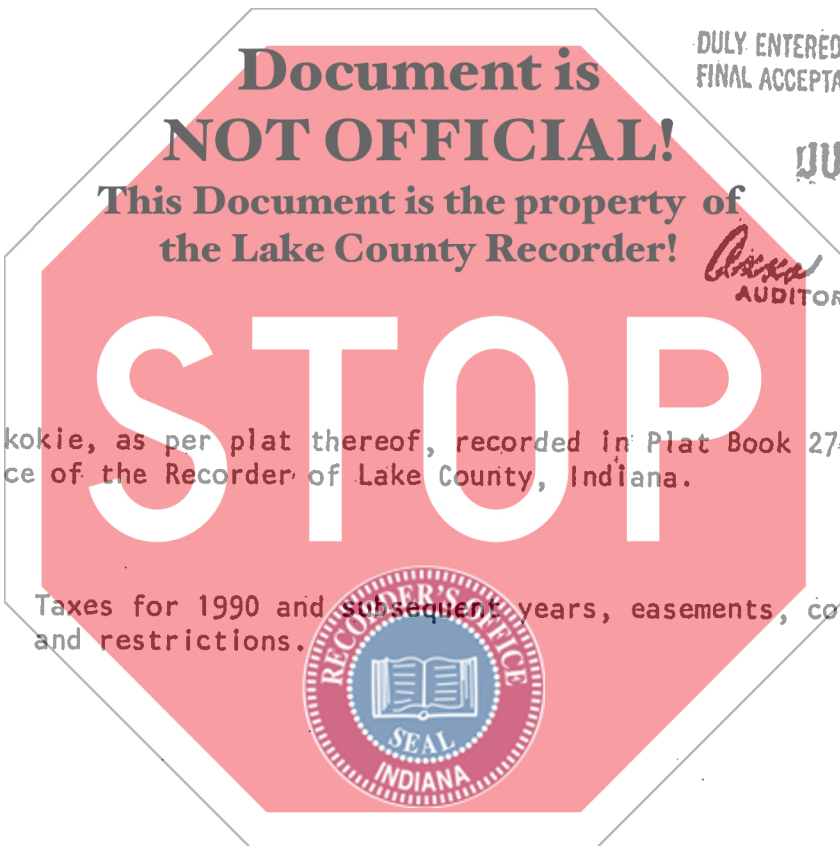 DULY ENTERED
FINAL ACCEPTA
Document is
NOT OFFICIAL!
This Document is the property of
the Lake County Recorder!
JU
AUDITOR
STOP
kokie, as per plat thereof, recorded in Plat Book 27
ce of the Recorder of Lake County, Indiana.
Taxes for 1990 and subsequent years, easements, co
and restrictions.
RECORDER'S OFFICE
SEAL
INDIANA